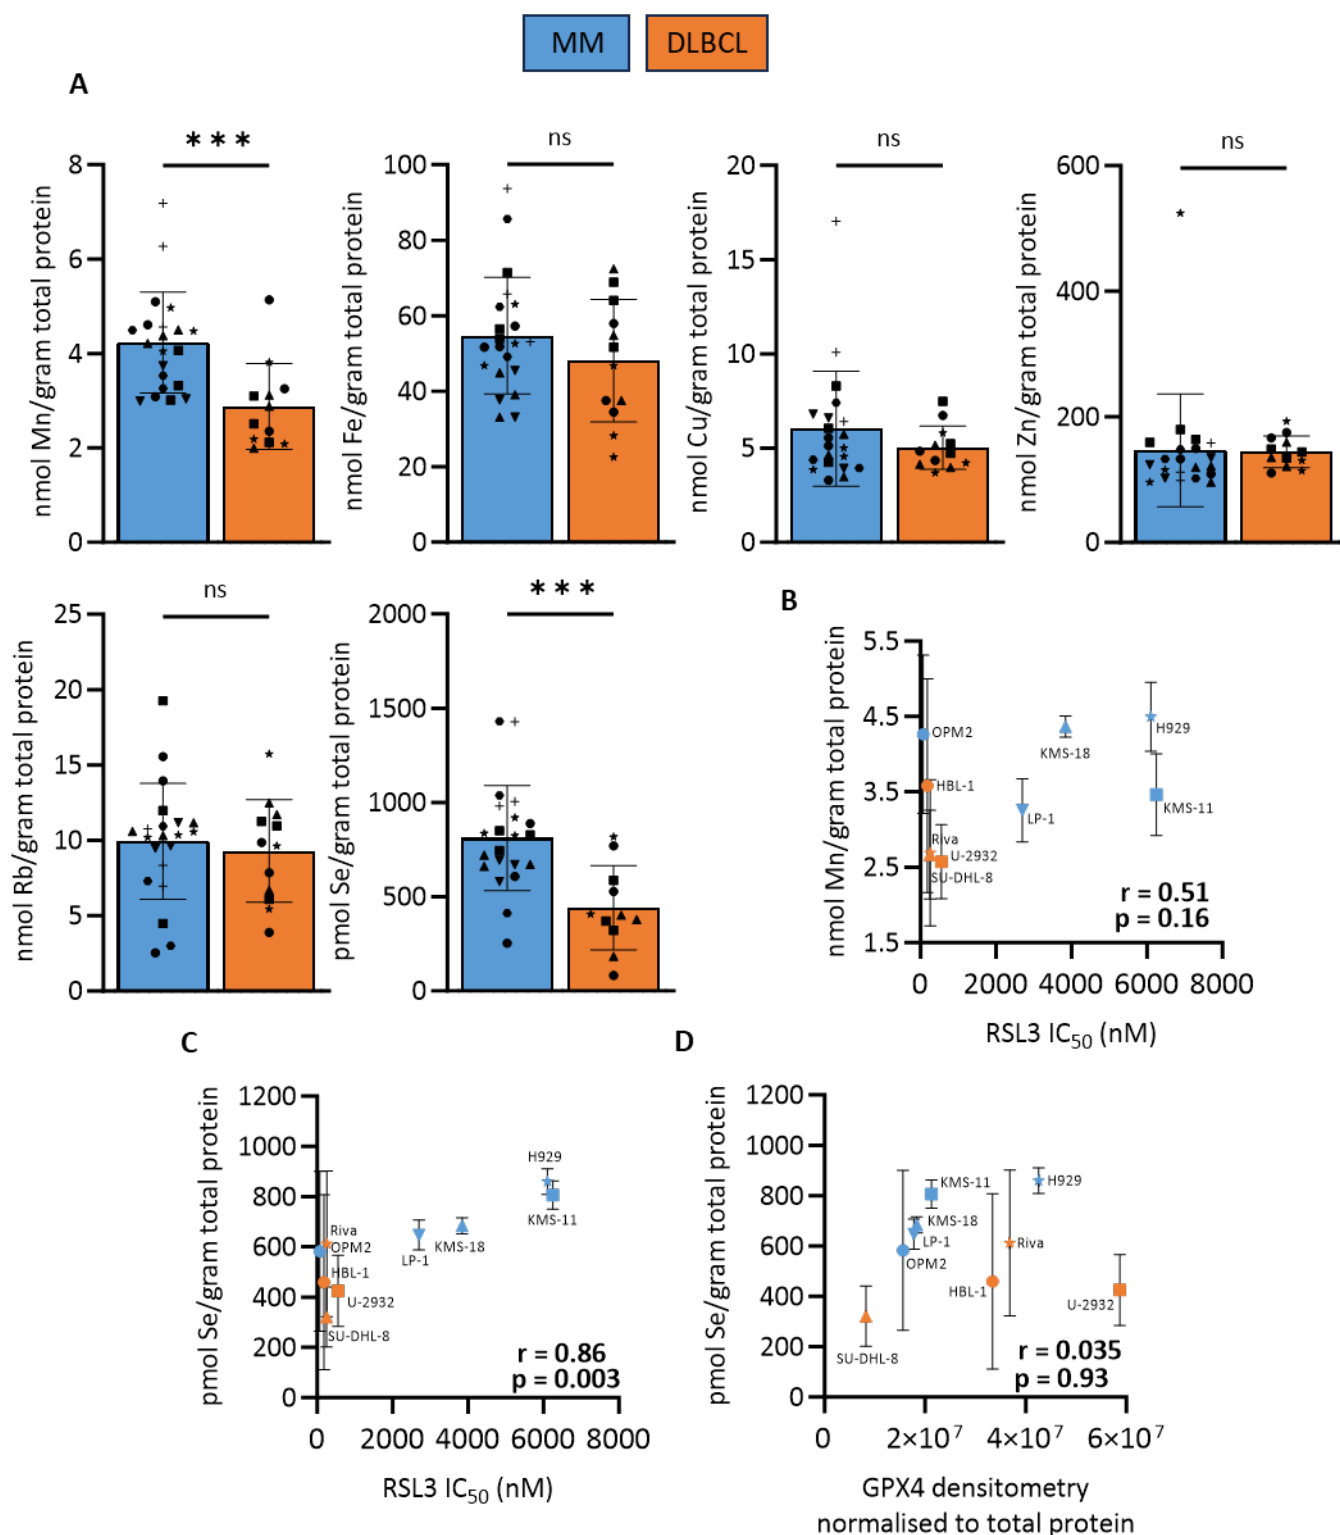 MM
DLBCL
A
nmol Mn/gram total protein
8
6
4
2
0
***
nmol Fe/gram total protein
100
80
60
40
20
0
ns
nmol Cu/gram total protein
20
15
10
5
0
ns
nmol Zn/gram total protein
600
400
200
0
ns
nmol Rb/gram total protein
25
20
15
10
5
0
ns
pmol Se/gram total protein
2000
1500
1000
500
0
***
B
nmol Mn/gram total protein
5.5
4.5
3.5
2.5
1.5
OPM2
HBL-1
Riva
U-2932
SU-DHL-8
LP-1
KMS-18
H929
KMS-11
r = 0.51
p = 0.16
0 2000 4000 6000 8000
RSL3 IC50 (nM)
C
pmol Se/gram total protein
1200
1000
800
600
400
200
0
Riva
OPM2
HBL-1
U-2932
SU-DHL-8
LP-1
KMS-18
H929
KMS-11
r = 0.86
p = 0.003
0 2000 4000 6000 8000
RSL3 IC50 (nM)
D
pmol Se/gram total protein
1200
1000
800
600
400
200
0
KMS-11
H929
KMS-18
LP-1
OPM2
Riva
HBL-1
U-2932
SU-DHL-8
r = 0.035
p = 0.93
0 2×10⁷ 4×10⁷ 6×10⁷
GPX4 densitometry
normalised to total protein